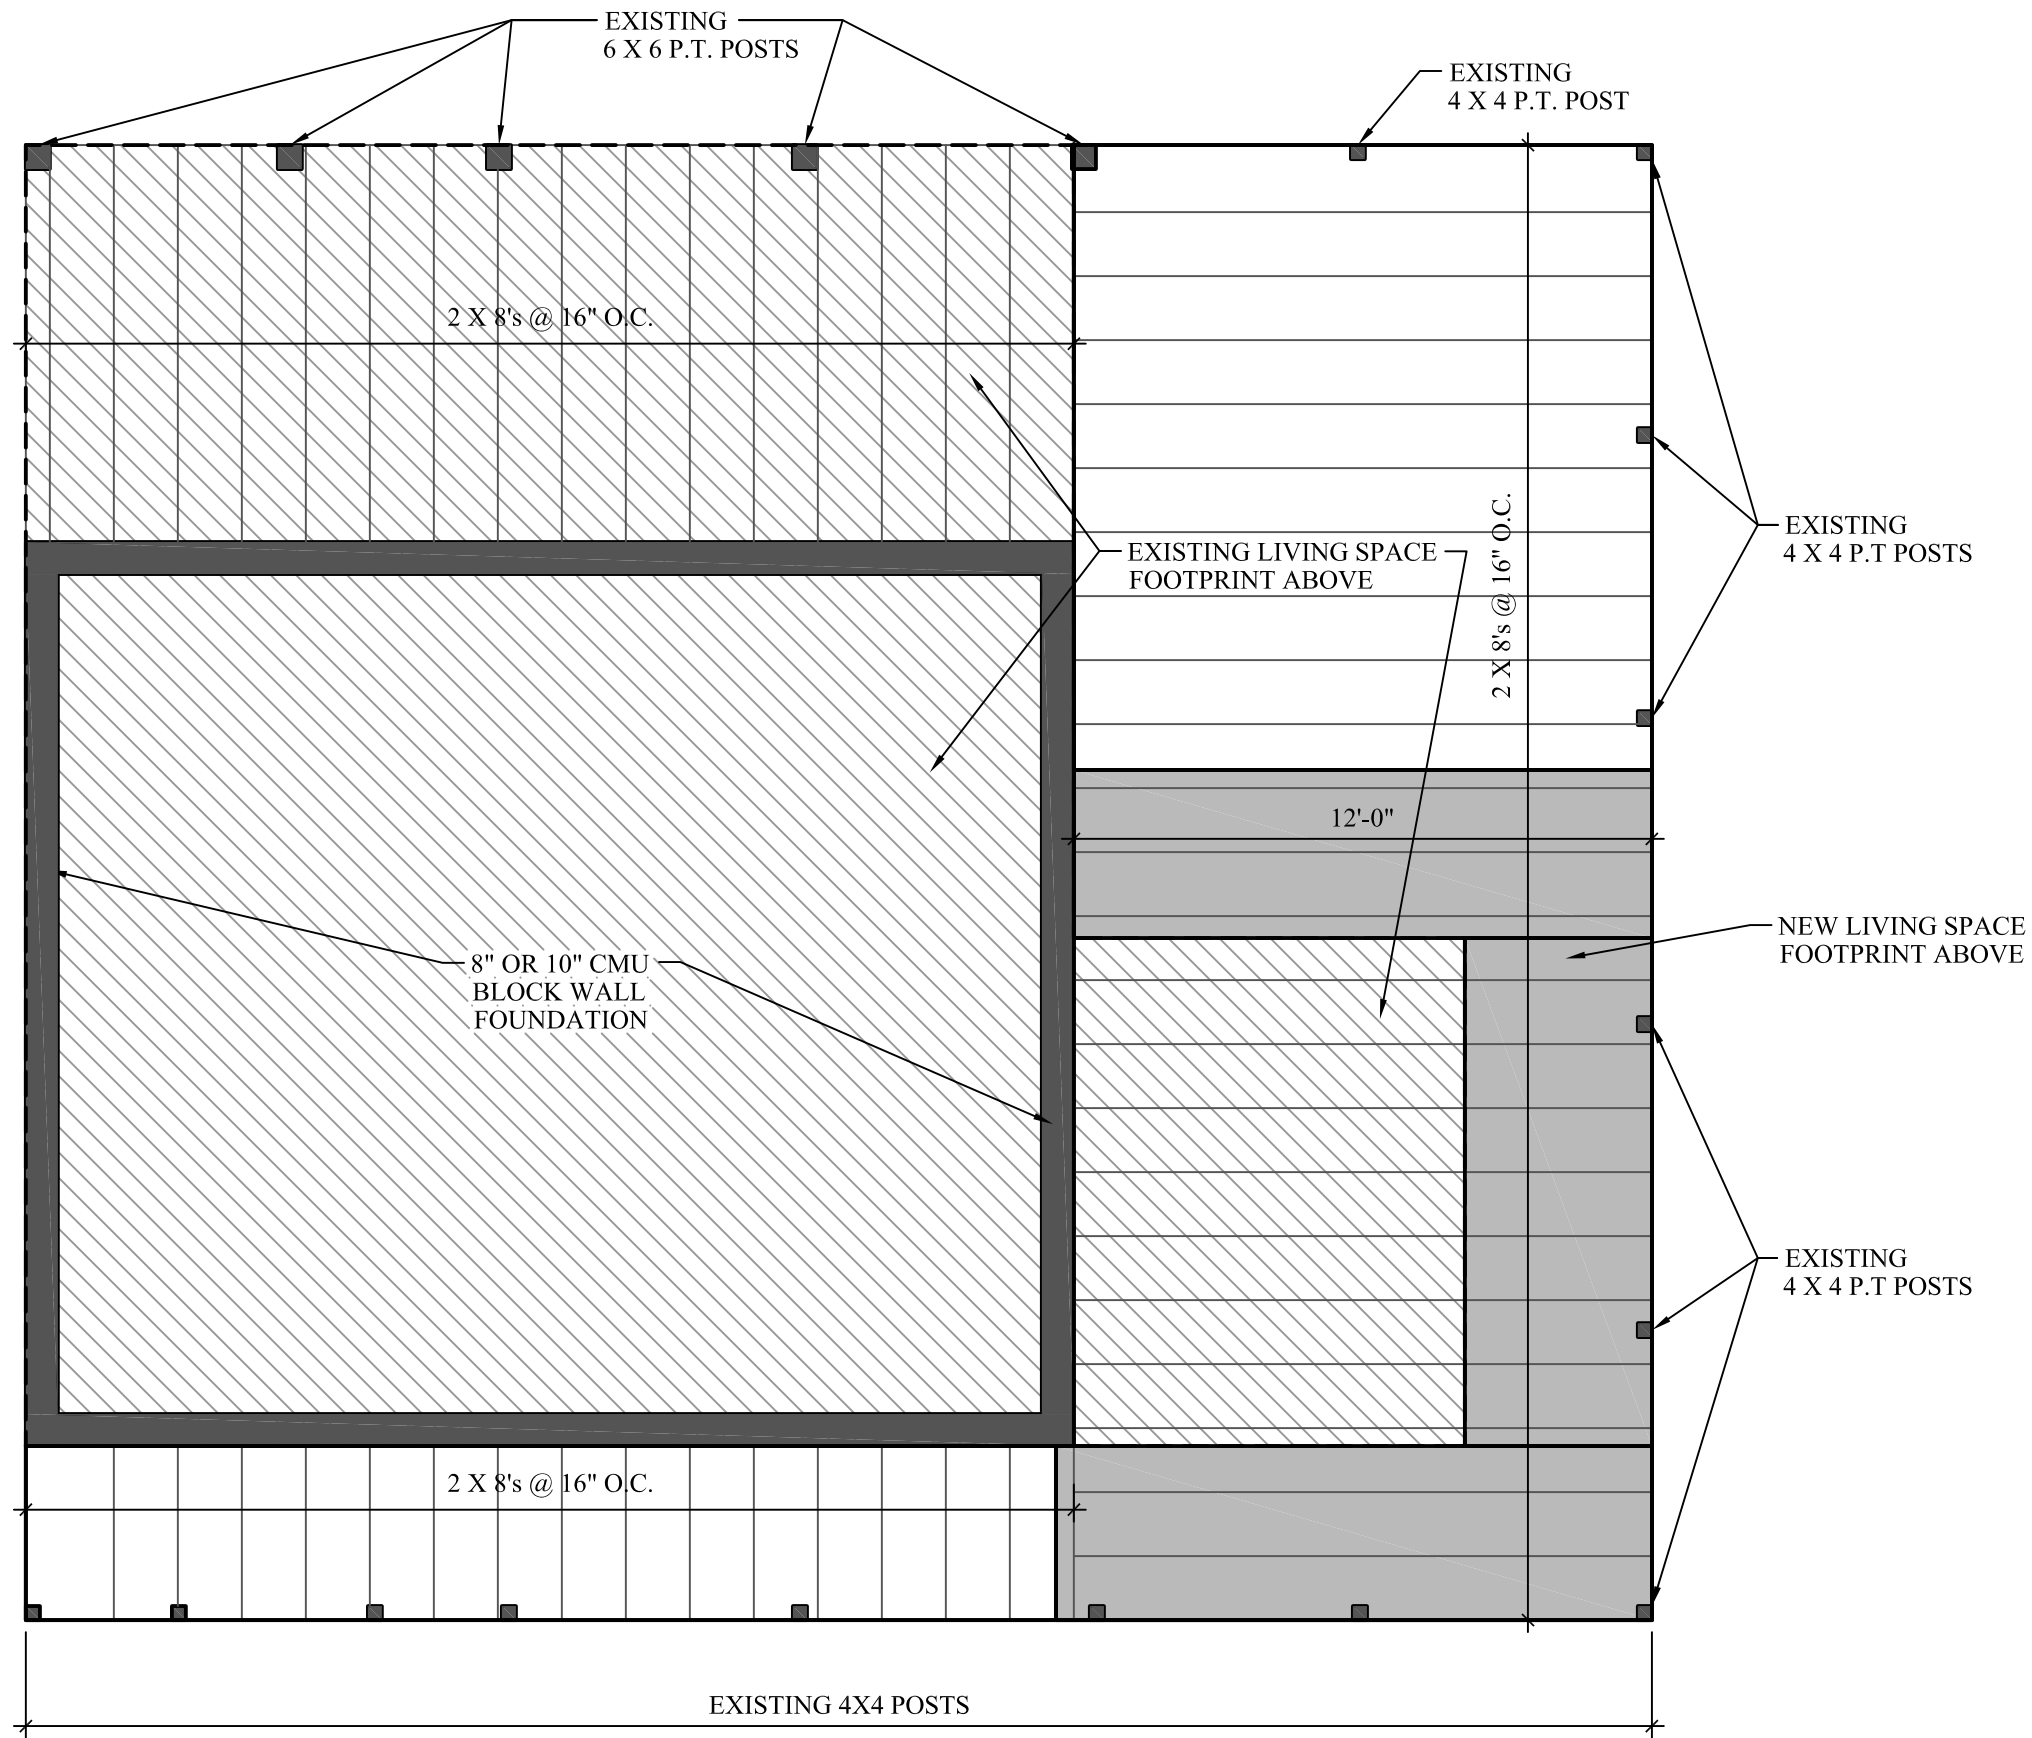 EXISTING
6 X 6 P.T. POSTS
EXISTING
4 X 4 P.T. POST
2 X 8's @ 16" O.C.
2 X 8's @ 16" O.C.
EXISTING
4 X 4 P.T POSTS
EXISTING LIVING SPACE
FOOTPRINT ABOVE
12'-0"
NEW LIVING SPACE
FOOTPRINT ABOVE
8" OR 10" CMU
BLOCK WALL
FOUNDATION
EXISTING
4 X 4 P.T POSTS
2 X 8's @ 16" O.C.
EXISTING 4X4 POSTS